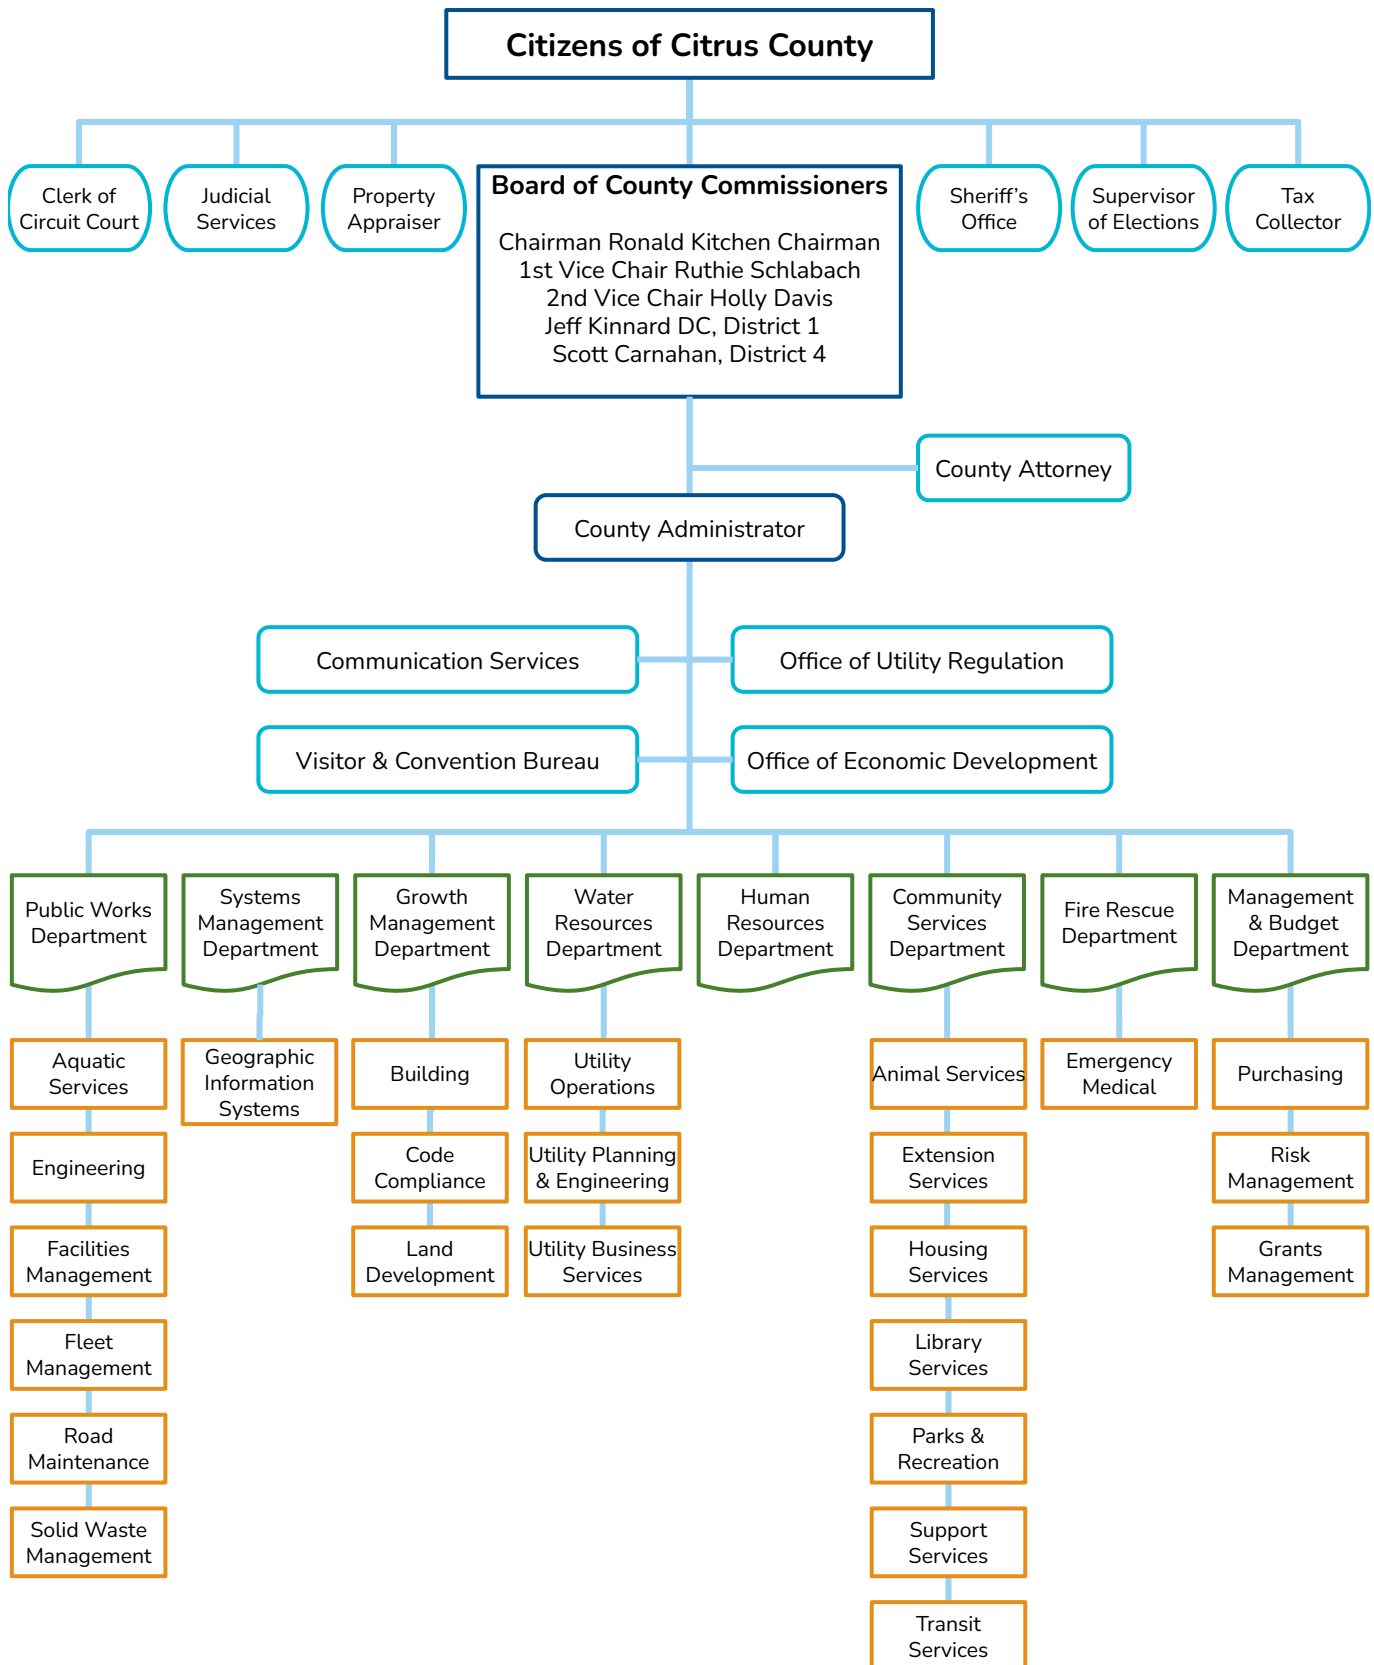 Citizens of Citrus County
Clerk of
Circuit Court
Judicial
Services
Property
Appraiser
Board of County Commissioners
Chairman Ronald Kitchen Chairman
1st Vice Chair Ruthie Schlabach
2nd Vice Chair Holly Davis
Jeff Kinnard DC, District 1
Scott Carnahan, District 4
Sheriff’s
Office
Supervisor
of Elections
Tax
Collector
County Attorney
County Administrator
Communication Services
Office of Utility Regulation
Visitor & Convention Bureau
Office of Economic Development
Public Works
Department
Systems
Management
Department
Growth
Management
Department
Water
Resources
Department
Human
Resources
Department
Community
Services
Department
Fire Rescue
Department
Management
& Budget
Department
Aquatic
Services
Engineering
Facilities
Management
Fleet
Management
Road
Maintenance
Solid Waste
Management
Geographic
Information
Systems
Building
Code
Compliance
Land
Development
Utility
Operations
Utility Planning
& Engineering
Utility Business
Services
Animal Services
Extension
Services
Housing
Services
Library
Services
Parks &
Recreation
Support
Services
Transit
Services
Emergency
Medical
Purchasing
Risk
Management
Grants
Management